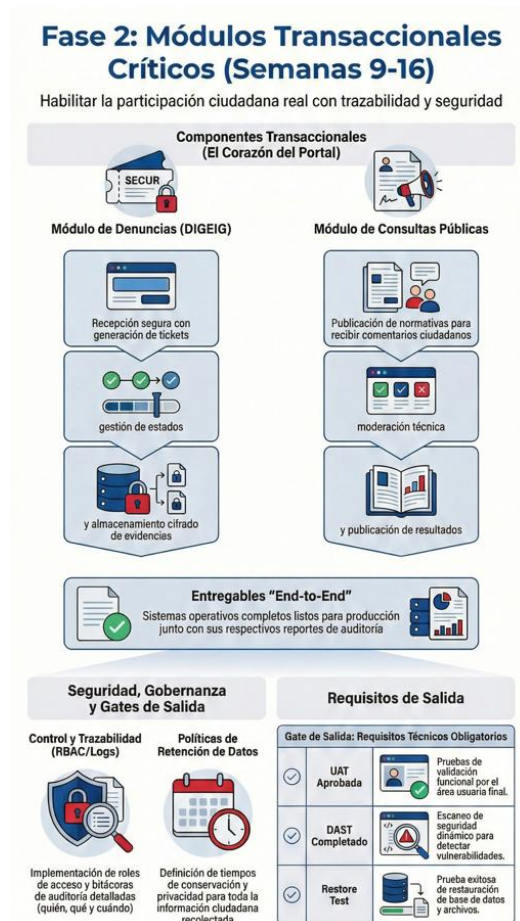 Fase 2: Módulos Transaccionales
Críticos (Semanas 9-16)
Habilitar la participación ciudadana real con trazabilidad y seguridad
Componentes Transaccionales
(El Corazón del Portal)
SECUR
Módulo de Denuncias (DIGEIG)
Recepción segura con
generación de tickets
gestión de estados
y almacenamiento cifrado
de evidencias
Módulo de Consultas Públicas
Publicación de normativas para
recibir comentarios ciudadanos
moderación técnica
y publicación de resultados
Entregables "End-to-End"
Sistemas operativos completos listos para producción
junto con sus respectivos reportes de auditoría
Seguridad, Gobernanza
y Gates de Salida
Control y Trazabilidad
(RBAC/Logs)
Implementación de roles
de acceso y bitácoras
de auditoría detalladas
(quién, qué y cuándo)
Políticas de
Retención de Datos
Definición de tiempos
de conservación y
privacidad para toda la
información ciudadana
recolectada
Requisitos de Salida
Gate de Salida: Requisitos Técnicos Obligatorios
UAT
Aprobada
Pruebas de
validación
funcional por el
área usuaria final.
DAST
Completado
Escaneo de
seguridad
dinámico para
detectar
vulnerabilidades.
Restore
Test
Prueba exitosa
de restauración
de base de datos
y archivos.